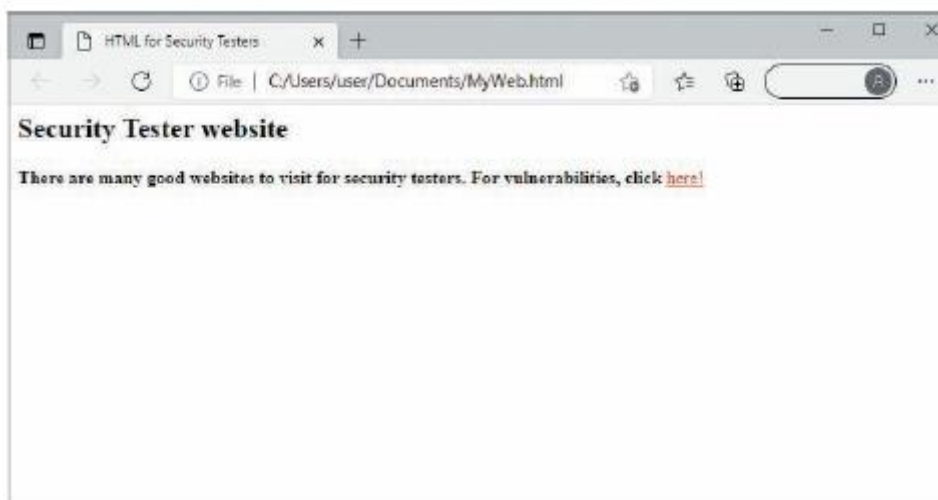 HTML for Security Testers
File | C:/Users/user/Documents/MyWeb.html
Security Tester website
There are many good websites to visit for security testers. For vulnerabilities, click here!